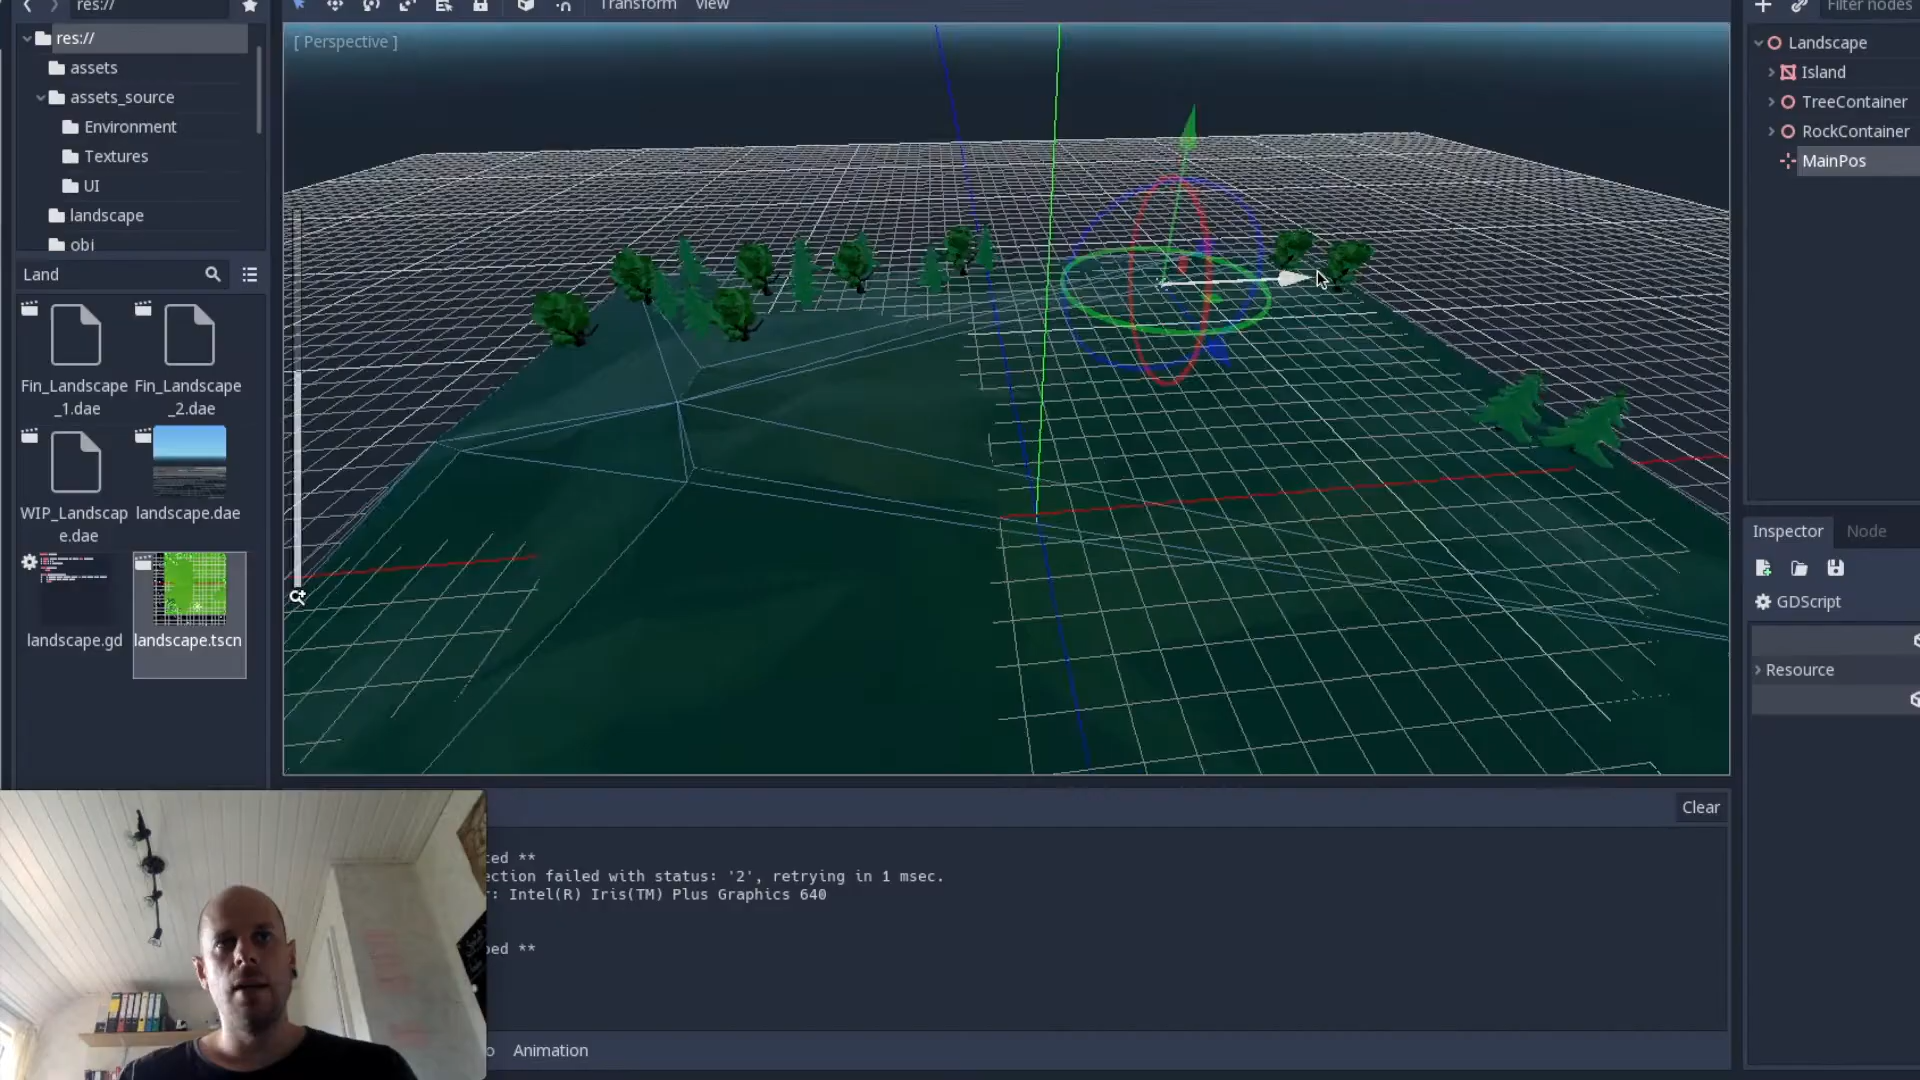 res://
Transform View
Filter nodes
res://
assets
assets_source
Environment
Textures
UI
landscape
obj
Land
Fin_Landscape
_1.dae
Fin_Landscape
_2.dae
WIP_Landscap
e.dae
landscape.dae
landscape.gd
landscape.tscn
[ Perspective ]
Landscape
Island
TreeContainer
RockContainer
MainPos
Inspector Node
GDScript
Resource
Clear
ted **
ection failed with status: '2', retrying in 1 msec.
r: Intel(R) Iris(TM) Plus Graphics 640
ped **
o Animation